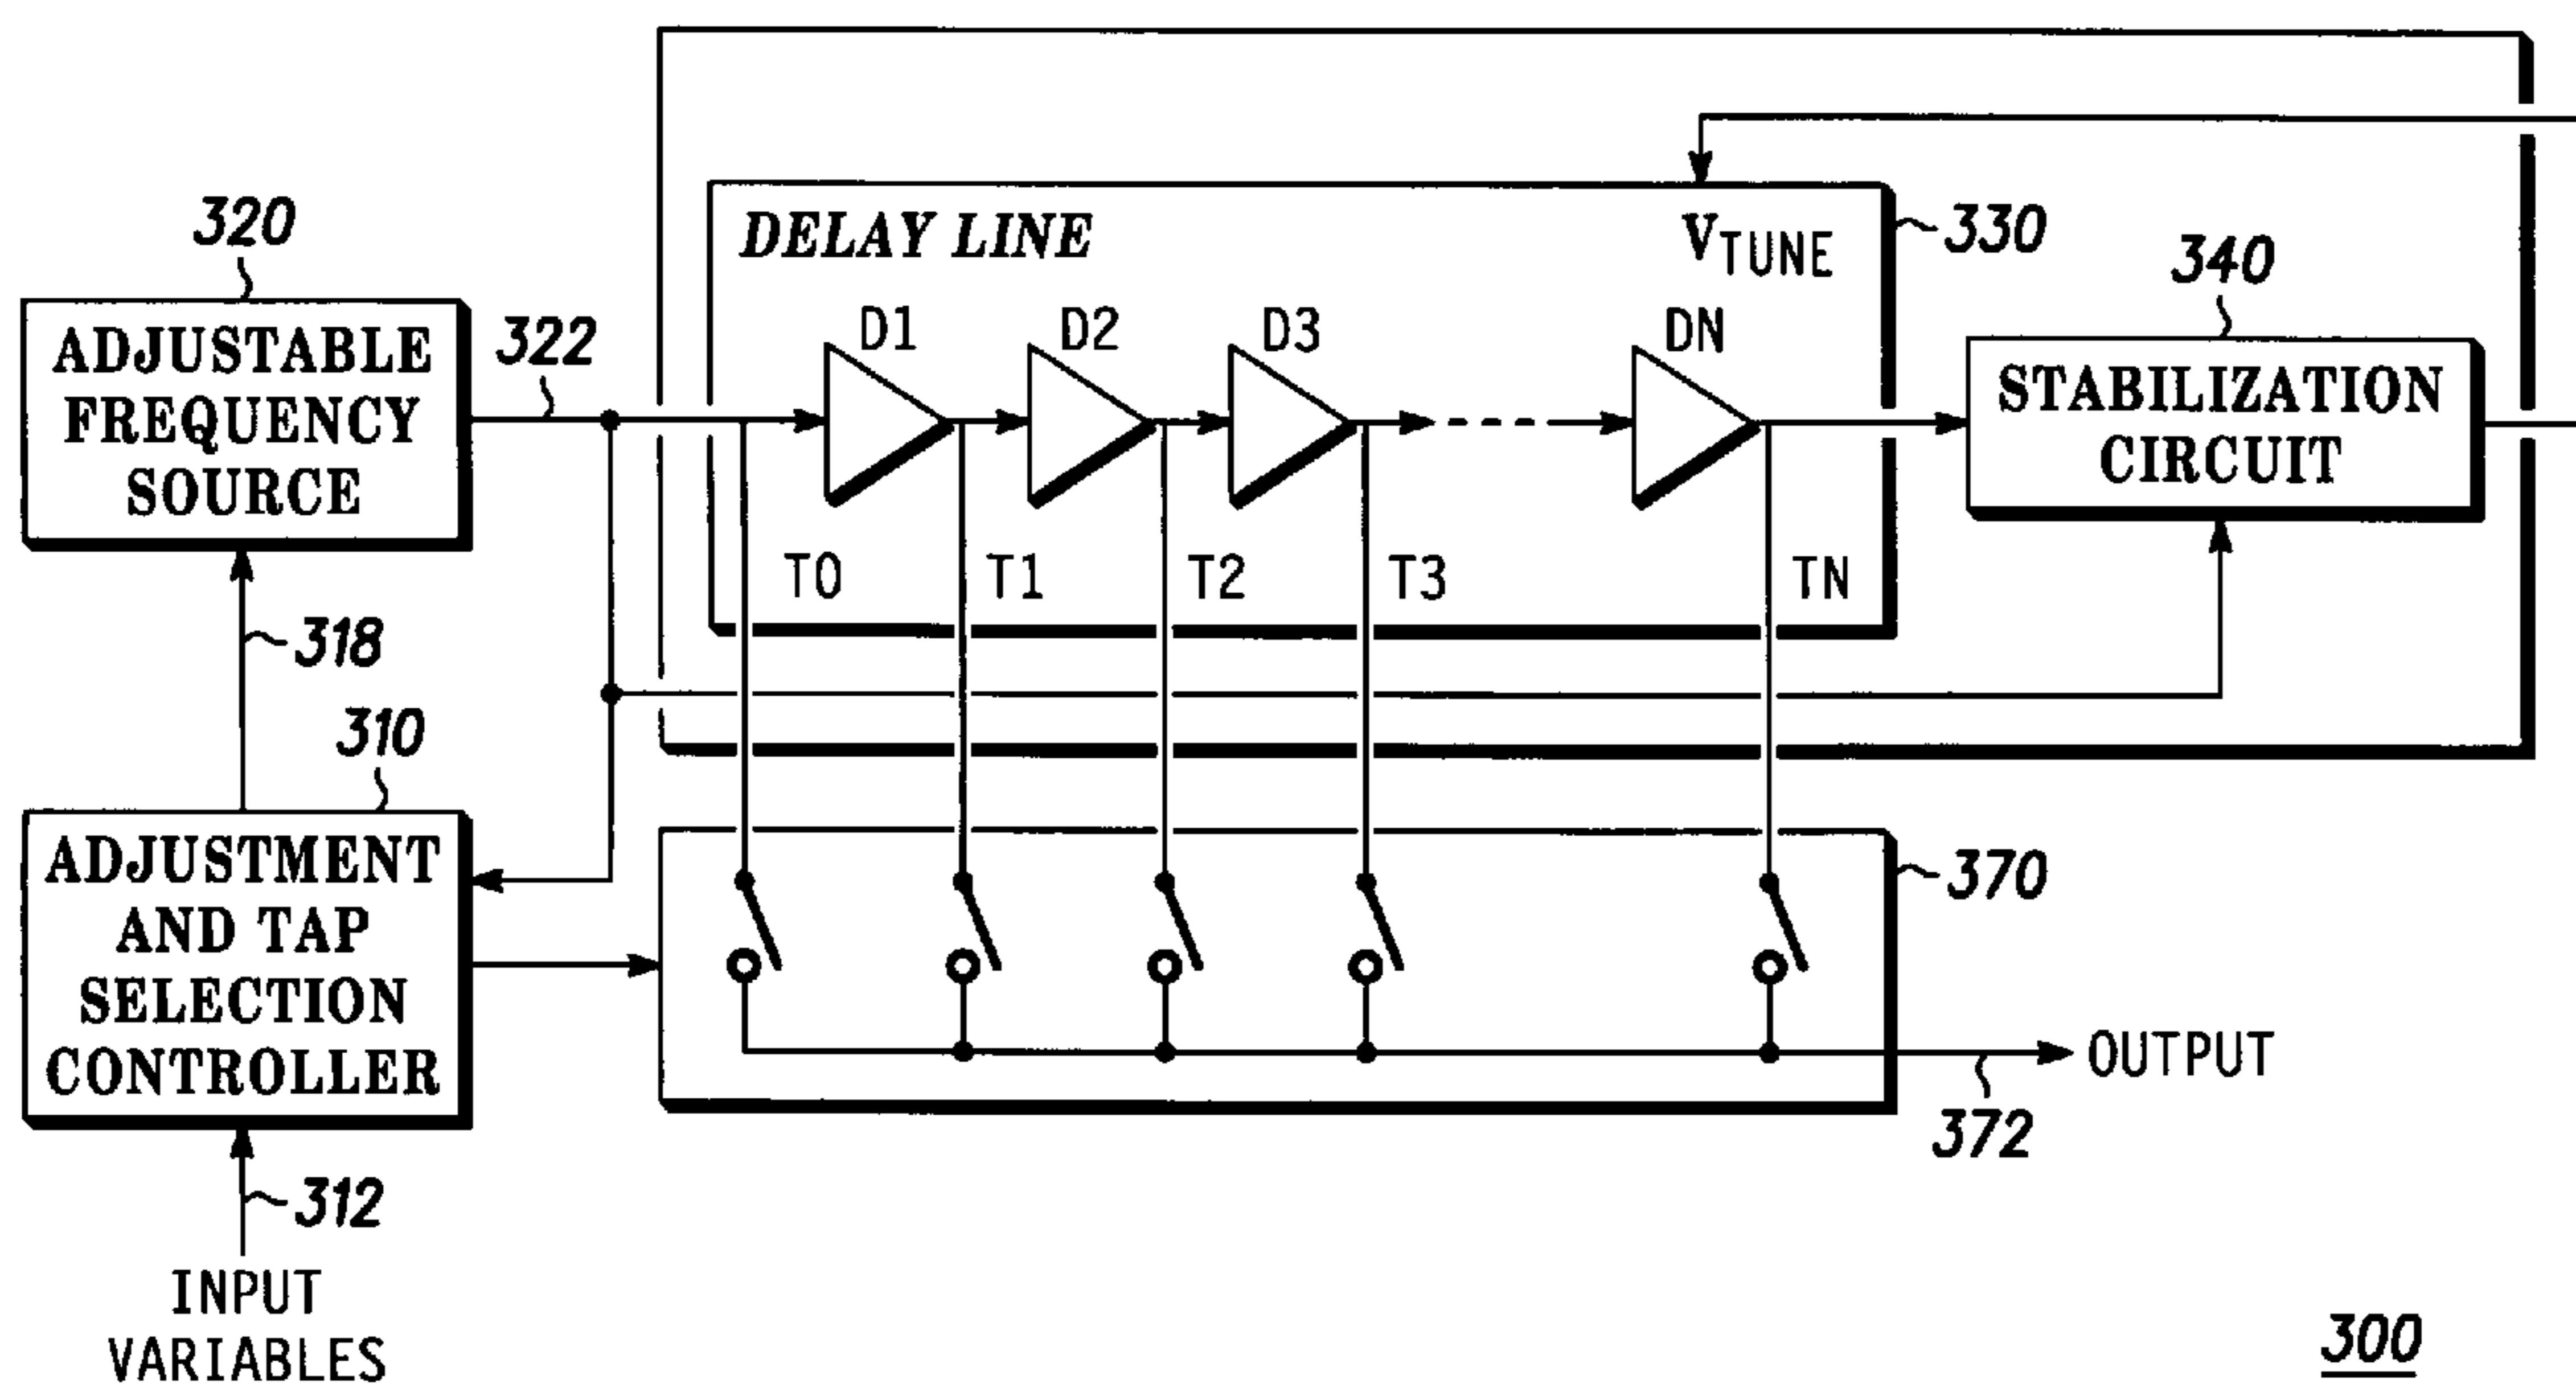 320
ADJUSTABLE
FREQUENCY
SOURCE
322
318
310
ADJUSTMENT
AND TAP
SELECTION
CONTROLLER
312
INPUT
VARIABLES
DELAY LINE
VTUNE
330
D1
D2
D3
DN
T0
T1
T2
T3
TN
340
STABILIZATION
CIRCUIT
370
OUTPUT
372
300